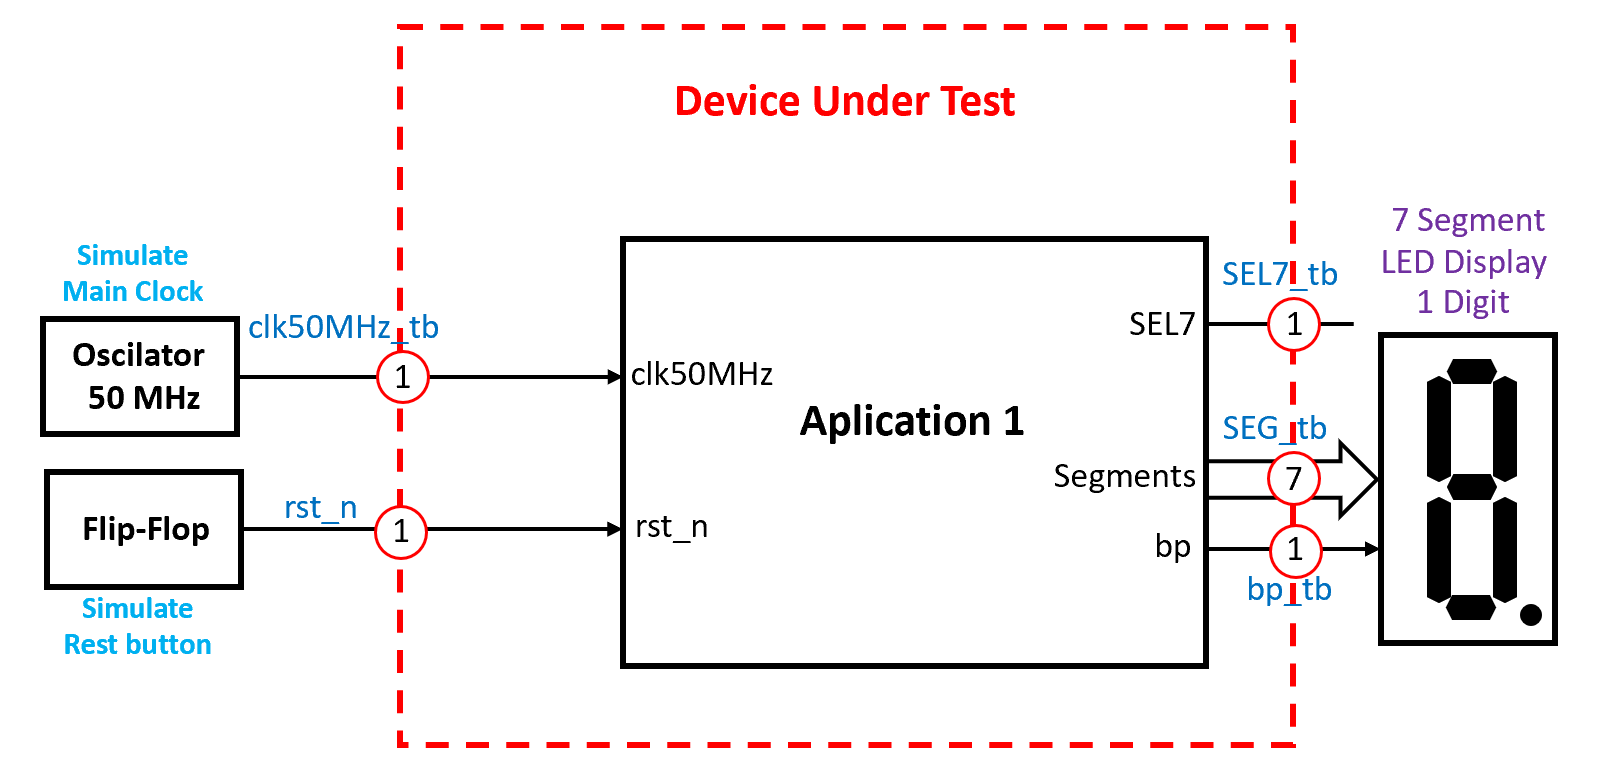 Device Under Test
Simulate
Main Clock
Oscilator
50 MHz
clk50MHz_tb
1
Flip-Flop
rst_n
1
Simulate
Rest button
clk50MHz
rst_n
Aplication 1
SEL7
Segments
bp
SEL7_tb
1
SEG_tb
7
1
bp_tb
7 Segment
LED Display
1 Digit